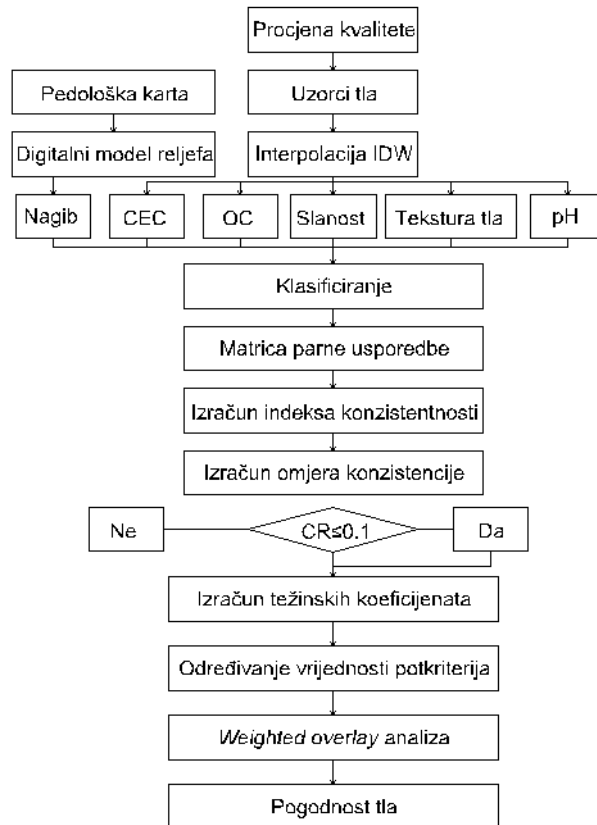 Procjena kvalitete
Pedološka karta
Uzorci tla
Digitalni model reljefa
Interpolacija IDW
Nagib
CEC
OC
Slanost
Tekstura tla
pH
Klasificiranje
Matrica parne usporedbe
Izračun indeksa konzistentnosti
Izračun omjera konzistencije
Ne
CR≤0.1
Da
Izračun težinskih koeficijenata
Određivanje vrijednosti potkriterija
Weighted overlay analiza
Pogodnost tla